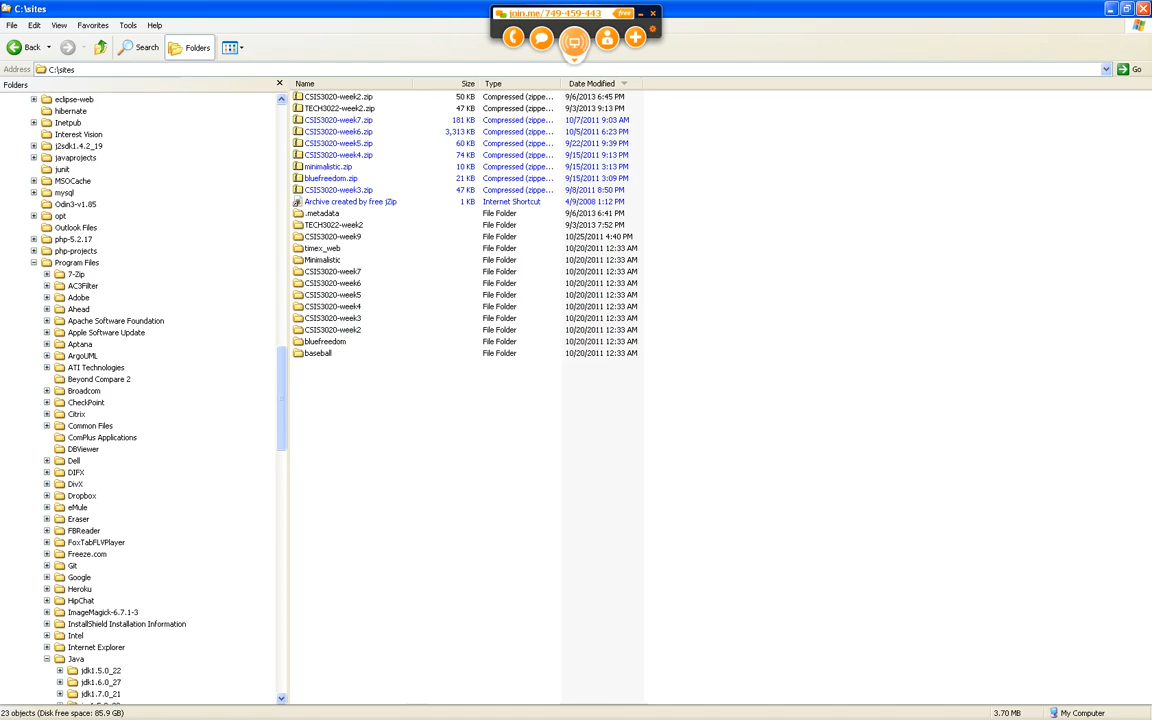 C:\sites
join.me/749-459-443 free
File Edit View Favorites Tools Help
Back Search Folders
Address C:\sites Go
Folders
eclipse-web
hibernate
Inetpub
Interest Vision
j2sdk1.4.2_19
javaprojects
junit
MSOCache
mysql
Odin3-v1.85
opt
Outlook Files
php-5.2.17
php-projects
Program Files
7-Zip
AC3Filter
Adobe
Ahead
Apache Software Foundation
Apple Software Update
Aptana
ArgoUML
ATI Technologies
Beyond Compare 2
Broadcom
CheckPoint
Citrix
Common Files
ComPlus Applications
DBViewer
Dell
DIFX
DivX
Dropbox
eMule
Eraser
FBReader
FoxTabFLVPlayer
Freeze.com
Git
Google
Heroku
HipChat
ImageMagick-6.7.1-3
InstallShield Installation Information
Intel
Internet Explorer
Java
jdk1.5.0_22
jdk1.6.0_27
jdk1.7.0_21
Name Size Type Date Modified
CSIS3020-week2.zip 50 KB Compressed (zippe... 9/6/2013 6:45 PM
TECH3022-week2.zip 47 KB Compressed (zippe... 9/3/2013 9:13 PM
CSIS3020-week7.zip 181 KB Compressed (zippe... 10/7/2011 9:03 AM
CSIS3020-week6.zip 3,313 KB Compressed (zippe... 10/5/2011 6:23 PM
CSIS3020-week5.zip 60 KB Compressed (zippe... 9/22/2011 9:39 PM
CSIS3020-week4.zip 74 KB Compressed (zippe... 9/15/2011 9:13 PM
minimalistic.zip 10 KB Compressed (zippe... 9/15/2011 3:13 PM
bluefreedom.zip 21 KB Compressed (zippe... 9/15/2011 3:09 PM
CSIS3020-week3.zip 47 KB Compressed (zippe... 9/8/2011 8:50 PM
Archive created by free jZip 1 KB Internet Shortcut 4/9/2008 1:12 PM
.metadata File Folder 9/6/2013 6:41 PM
TECH3022-week2 File Folder 9/3/2013 7:52 PM
CSIS3020-week9 File Folder 10/25/2011 4:40 PM
timex_web File Folder 10/20/2011 12:33 AM
Minimalistic File Folder 10/20/2011 12:33 AM
CSIS3020-week7 File Folder 10/20/2011 12:33 AM
CSIS3020-week6 File Folder 10/20/2011 12:33 AM
CSIS3020-week5 File Folder 10/20/2011 12:33 AM
CSIS3020-week4 File Folder 10/20/2011 12:33 AM
CSIS3020-week3 File Folder 10/20/2011 12:33 AM
CSIS3020-week2 File Folder 10/20/2011 12:33 AM
bluefreedom File Folder 10/20/2011 12:33 AM
baseball File Folder 10/20/2011 12:33 AM
23 objects (Disk free space: 85.9 GB) 3.70 MB My Computer